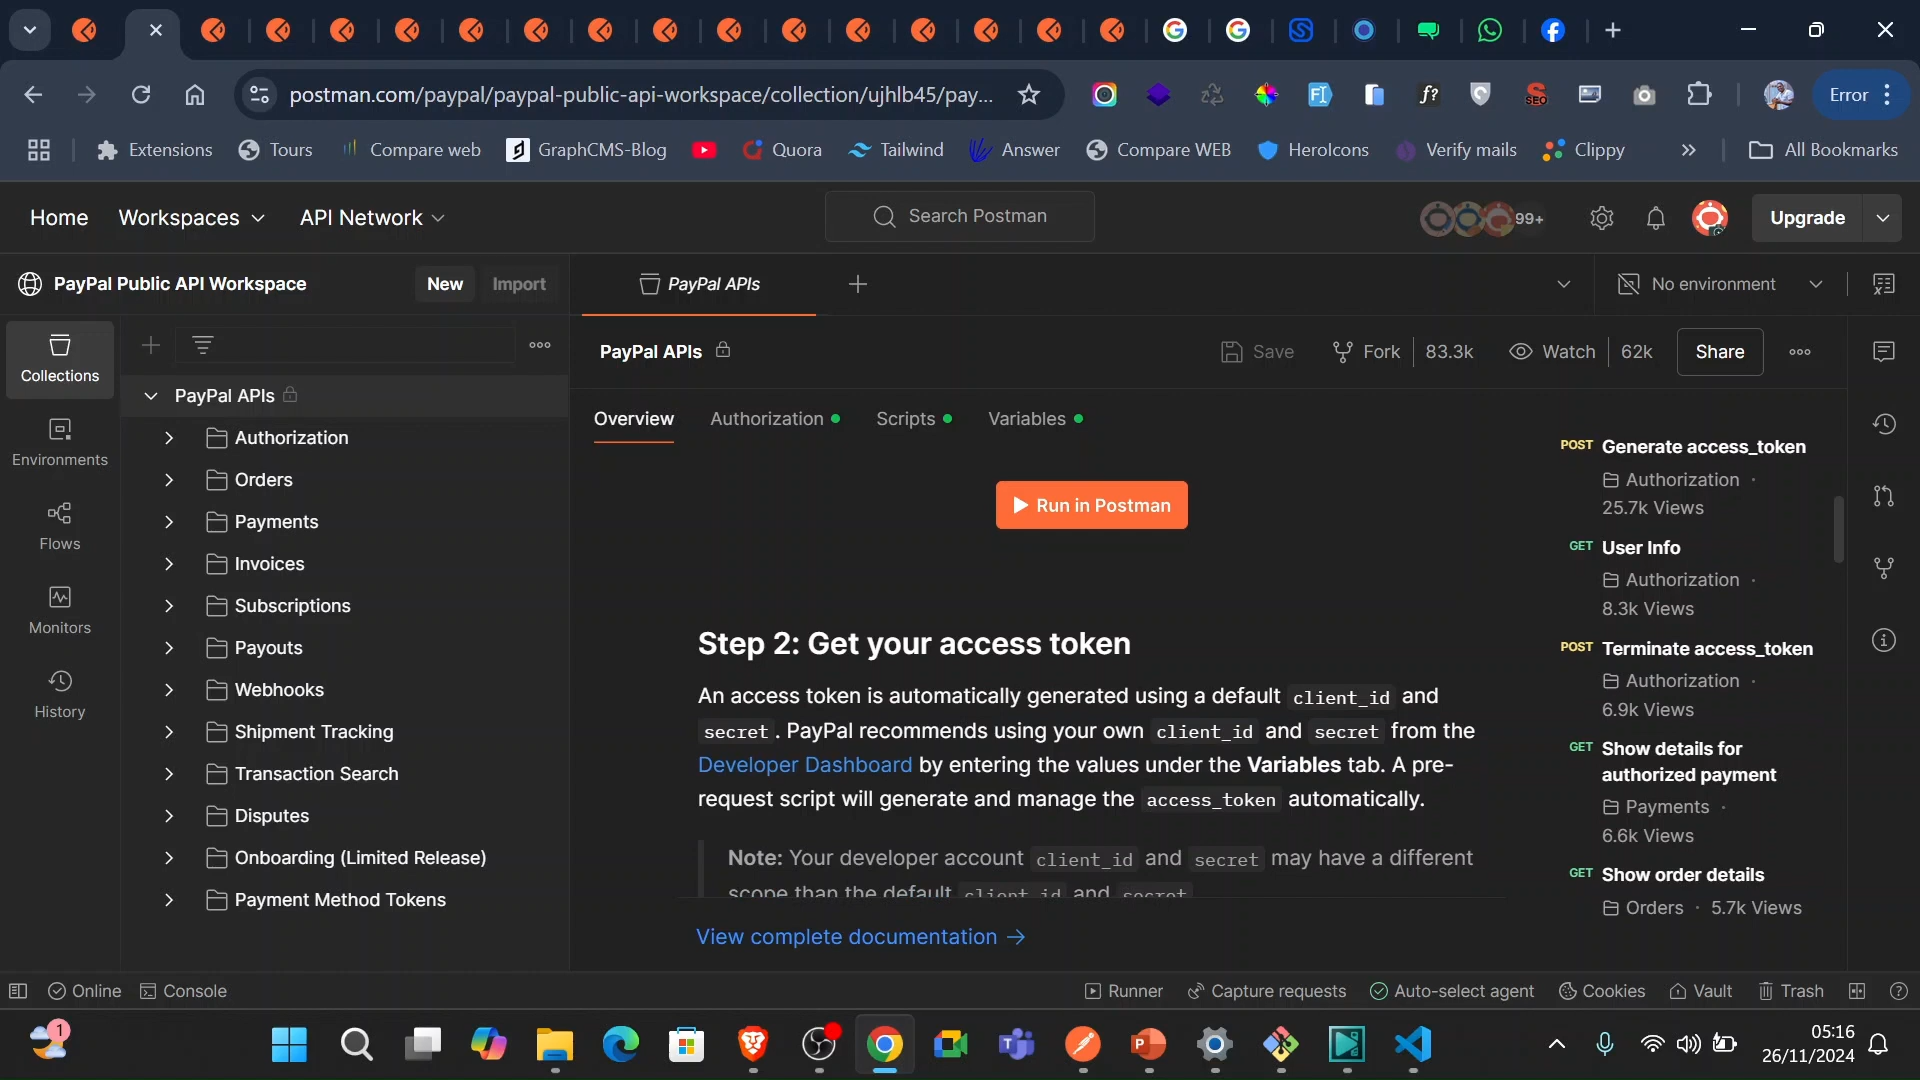 postman.com/paypal/paypal-public-api-workspace/collection/ujhlb45/pay...
Error
Extensions
Tours
Compare web
GraphCMS-Blog
Quora
Tailwind
Answer
Compare WEB
HeroIcons
Verify mails
Clippy
All Bookmarks
Home
Workspaces
API Network
Search Postman
99+
Upgrade
PayPal Public API Workspace
New
Import
PayPal APIs
No environment
Collections
Environments
Flows
Monitors
History
PayPal APIs
Authorization
Orders
Payments
Invoices
Subscriptions
Payouts
Webhooks
Shipment Tracking
Transaction Search
Disputes
Onboarding (Limited Release)
Payment Method Tokens
PayPal APIs
Save
Fork
83.3k
Watch
62k
Share
Overview
Authorization
Scripts
Variables
Run in Postman
Step 2: Get your access token
An access token is automatically generated using a default client_id and
secret. PayPal recommends using your own client_id and secret from the
Developer Dashboard by entering the values under the Variables tab. A pre-
request script will generate and manage the access_token automatically.
Note: Your developer account client_id and secret may have a different
scope than the default client_id and secret
View complete documentation →
POST Generate access_token
Authorization ·
25.7k Views
GET User Info
Authorization ·
8.3k Views
POST Terminate access_token
Authorization ·
6.9k Views
GET Show details for
authorized payment
Payments ·
6.6k Views
GET Show order details
Orders · 5.7k Views
Online
Console
Runner
Capture requests
Auto-select agent
Cookies
Vault
Trash
1
05:16
26/11/2024